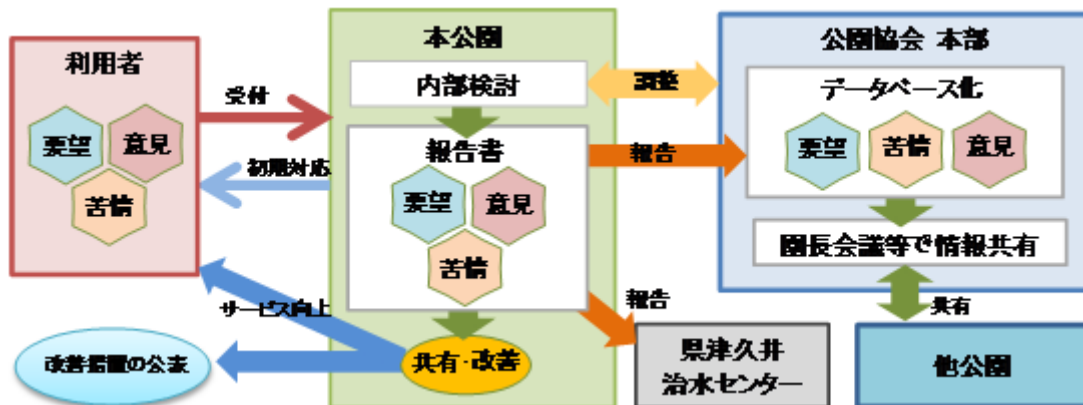 利用者
要望
意見
苦情
受付
初期対応
サービス向上
改善措置の公表
本公園
内部検討
報告書
要望
意見
苦情
共有・改善
調整
報告
報告
県津久井
治水センター
公園協会 本部
データベース化
要望
苦情
意見
園長会議等で情報共有
共有
他公園